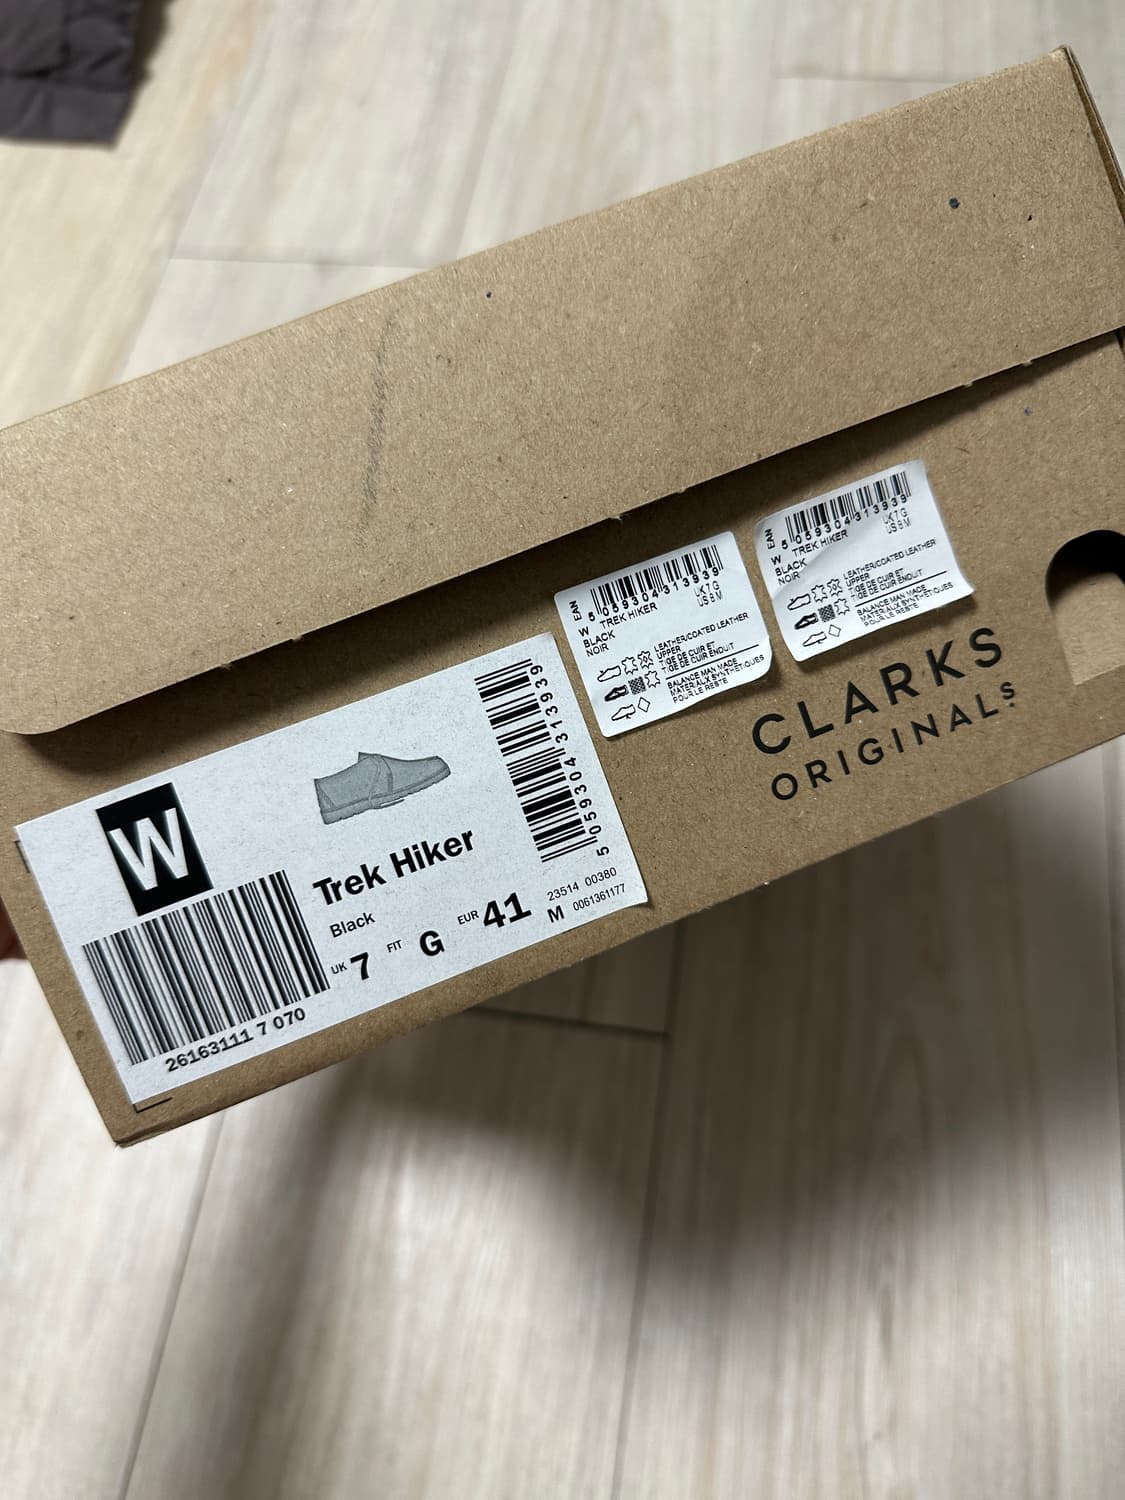 W
Trek Hiker
Black
UK 7 FIT G EUR 41 M
23514 00380
0061361177
5 059304 313939
26163111 7 070
EAN
5 059304 313939
W TREK HIKER
BLACK
NOIR
UK 7 G
US 8 M
LEATHER/COATED LEATHER
UPPER
TIGE DE CUIR ET
TIGE DE CUIR ENDUIT
BALANCE MAN MADE
MATERIAUX SYNTHETIQUES
POUR LE RESTE
EAN
5 059304 313939
W TREK HIKER
BLACK
NOIR
UK 7 G
US 8 M
LEATHER/COATED LEATHER
UPPER
TIGE DE CUIR ET
TIGE DE CUIR ENDUIT
BALANCE MAN MADE
MATERIAUX SYNTHETIQUES
POUR LE RESTE
CLARKS
ORIGINALS